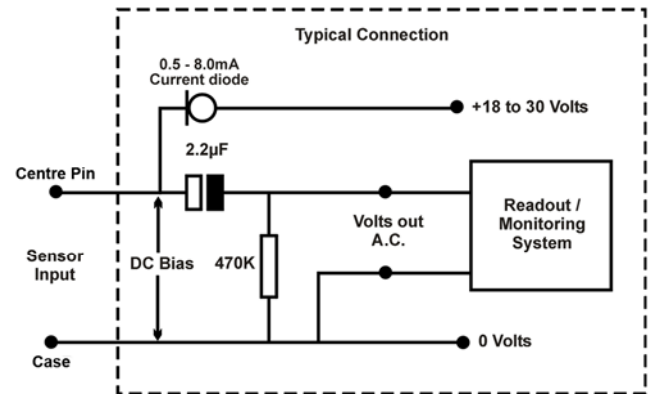 Typical Connection
0.5 - 8.0mA
Current diode
+18 to 30 Volts
2.2µF
Centre Pin
Readout /
Monitoring
System
Volts out
A.C.
Sensor
Input
DC Bias
470K
0 Volts
Case